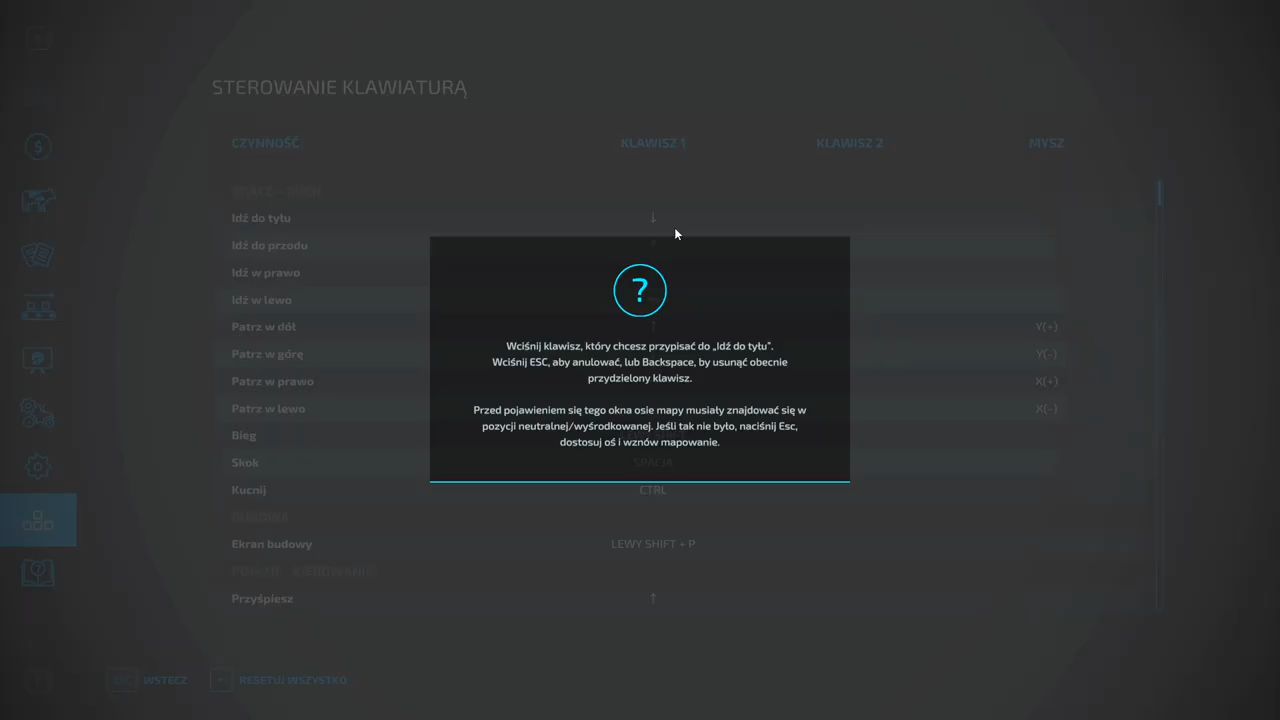 STEROWANIE KLAWIATURĄ
CZYNNOŚĆ KLAWISZ 1 KLAWISZ 2 MYSZ
Idź do tyłu ↓
Idź do przodu
Idź w prawo
Idź w lewo
Patrz w dół Y(+)
Patrz w górę Y(-)
Patrz w prawo X(+)
Patrz w lewo X(-)
Bieg
Skok SPACJA
Kucnij CTRL
Ekran budowy LEWY SHIFT + P
Przyśpiesz ↑
?
Wciśnij klawisz, który chcesz przypisać do „Idź do tyłu”.
Wciśnij ESC, aby anulować, lub Backspace, by usunąć obecnie
przydzielony klawisz.
Przed pojawieniem się tego okna osie mapy musiały znajdować się w
pozycji neutralnej/wyśrodkowanej. Jeśli tak nie było, naciśnij Esc,
dostosuj oś i wznów mapowanie.
ESC WSTECZ RESETUJ WSZYSTKO